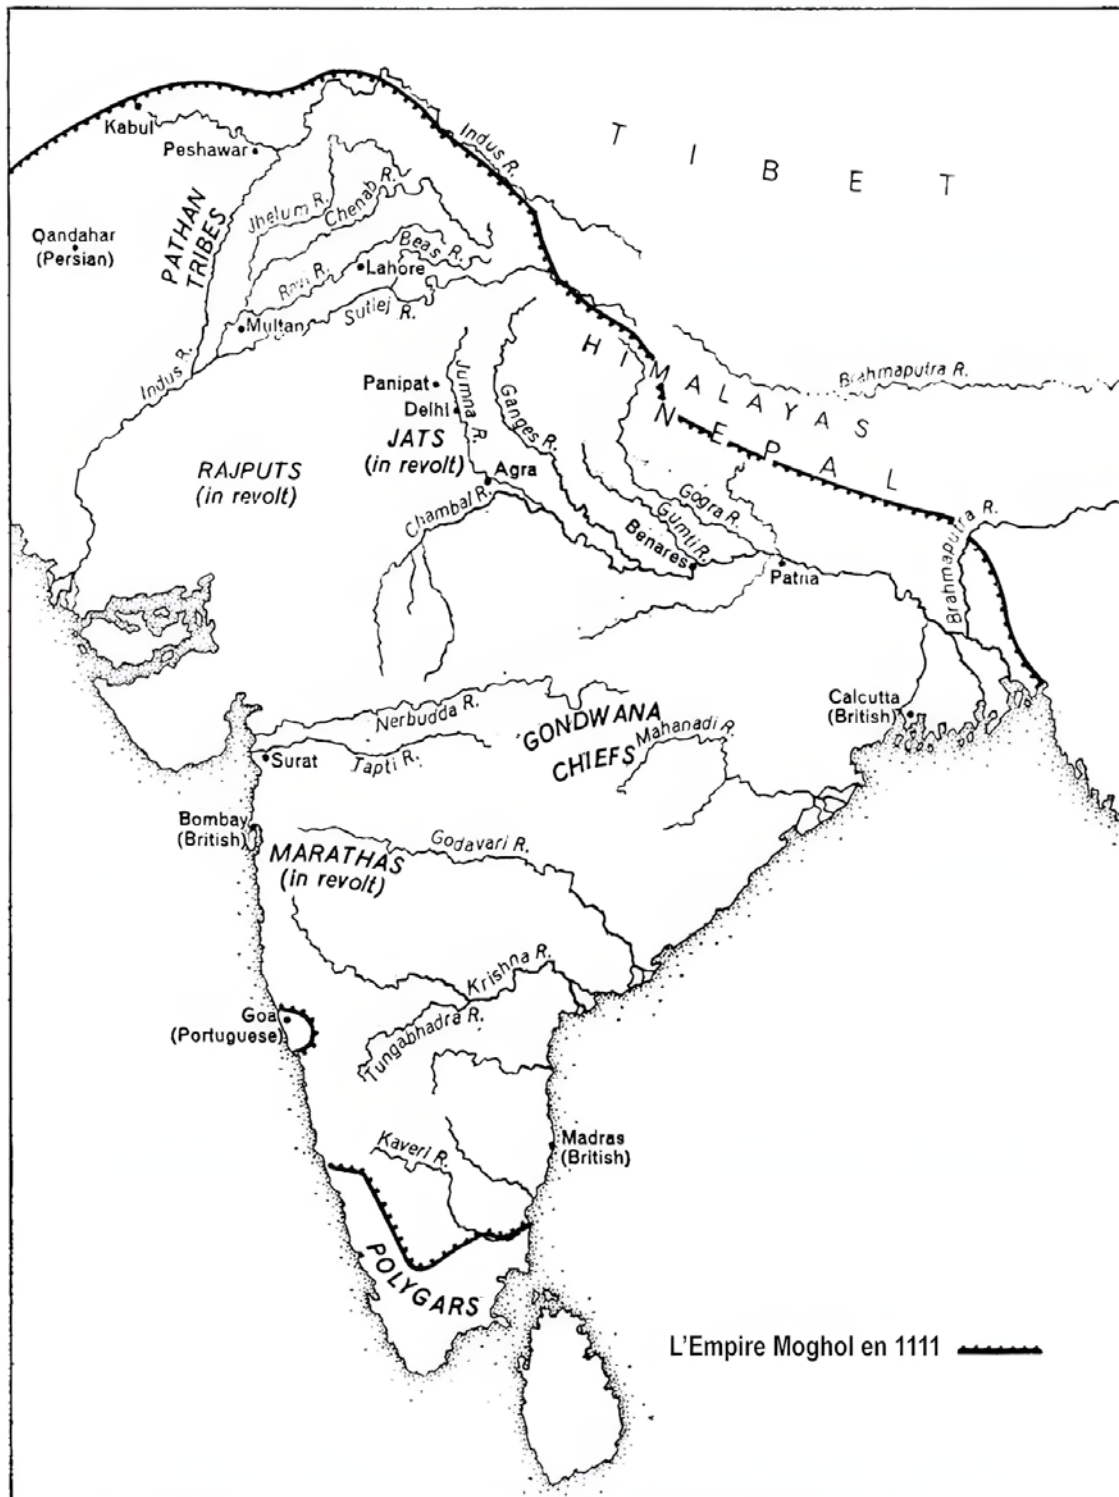 TIBET
Indus R.
Kabul
Peshawar
PATHAN
TRIBES
Jhelum R.
Chenab R.
Qandahar
(Persian)
Beas R.
Lahore
Ravi R.
Multan
Sutlej R.
Indus R.
HIMALAYAS
Brahmaputra R.
NEPAL
Panipat
Delhi
Jumna R.
Ganges R.
JATS
(in revolt)
RAJPUTS
(in revolt)
Agra
Chambal R.
Gogra R.
Gumti R.
Benares
Patna
Brahmaputra R.
Nerbudda R.
Calcutta
(British)
GONDWANA
CHIEFS
Mahanadi R.
Surat
Tapti R.
Bombay
(British)
Godavari R.
MARATHAS
(in revolt)
Krishna R.
Goa
(Portuguese)
Tungabhadra R.
Madras
(British)
Kaveri R.
POLYGARS
L'Empire Moghol en 1111